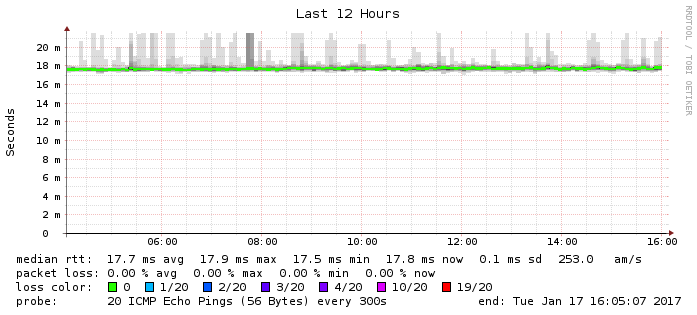 Last 12 Hours
RRDTOOL / TOBI OETIKER
Seconds
20 m
18 m
16 m
14 m
12 m
10 m
8 m
6 m
4 m
2 m
0
06:00 08:00 10:00 12:00 14:00 16:00
median rtt: 17.7 ms avg 17.9 ms max 17.5 ms min 17.8 ms now 0.1 ms sd 253.0 am/s
packet loss: 0.00 % avg 0.00 % max 0.00 % min 0.00 % now
loss color: 0 1/20 2/20 3/20 4/20 10/20 19/20
probe: 20 ICMP Echo Pings (56 Bytes) every 300s end: Tue Jan 17 16:05:07 2017